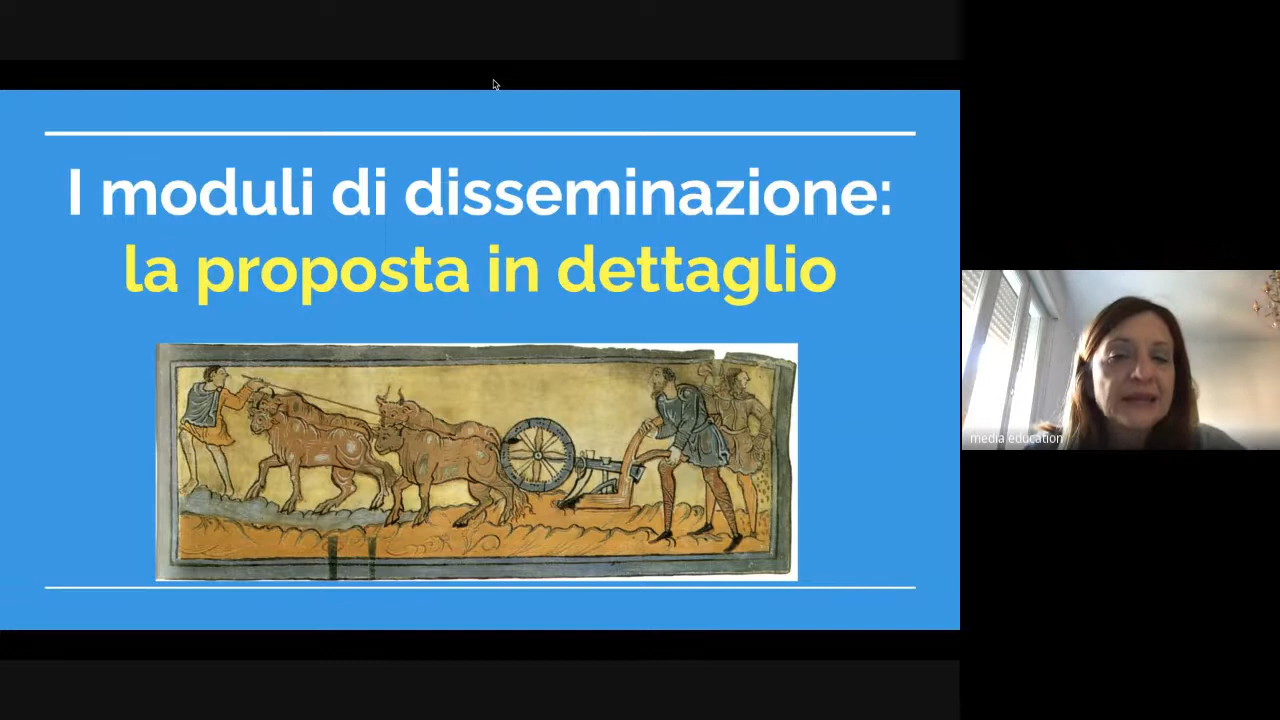 I moduli di disseminazione:
la proposta in dettaglio
media education